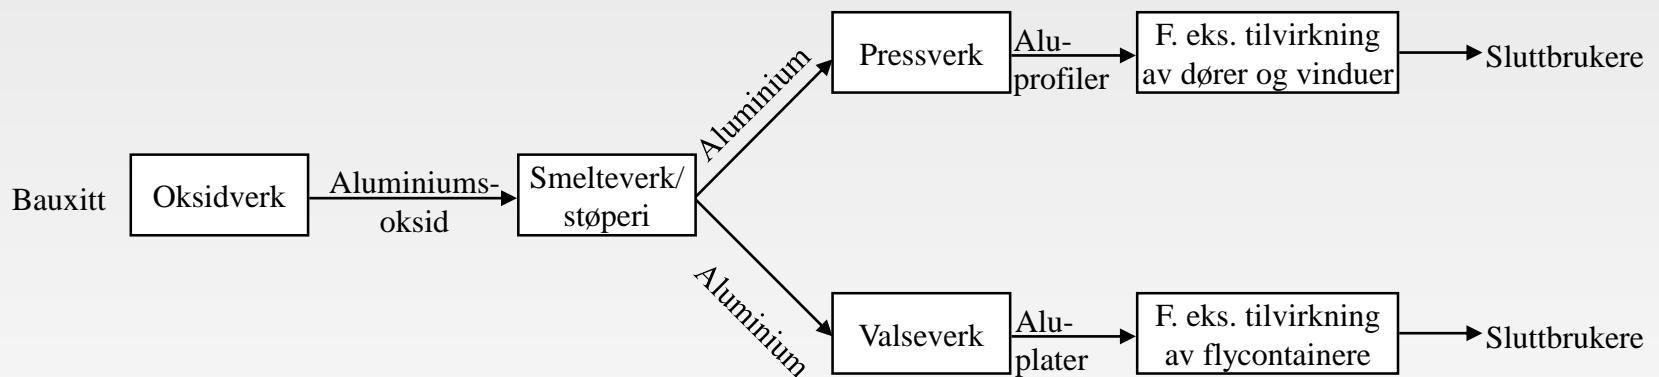 Bauxitt
Oksidverk
Aluminiums-
oksid
Smelteverk/
støperi
Aluminium
Pressverk
Alu-
profiler
F. eks. tilvirkning
av dører og vinduer
Sluttbrukere
Aluminium
Valseverk
Alu-
plater
F. eks. tilvirkning
av flycontainere
Sluttbrukere